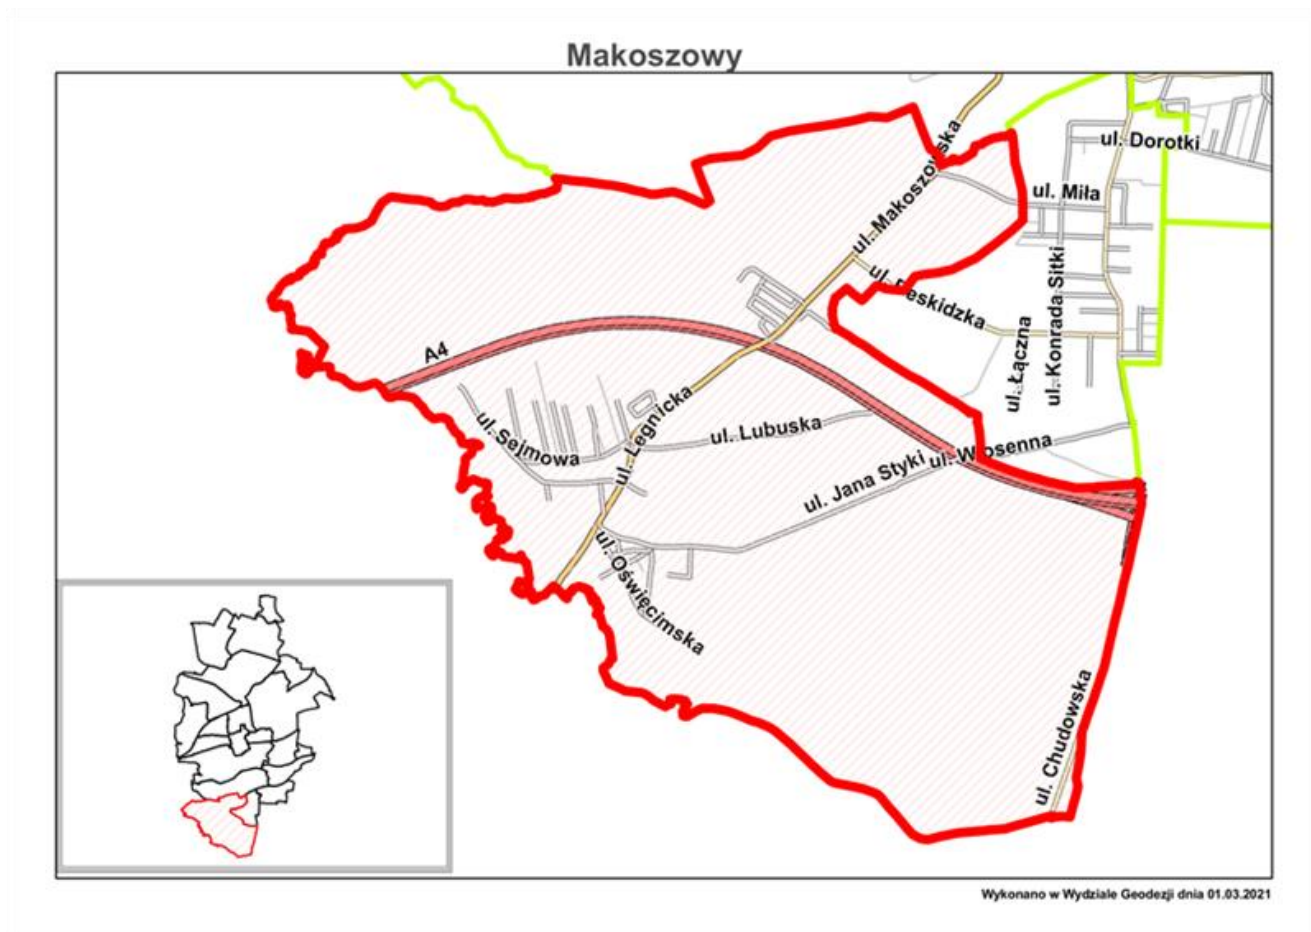 Makoszowy
ul. Dorotki
ul. Makoszowska
ul. Miła
ul. Beskidzka
ul. Konrada Sitki
ul. Łączna
A4
ul. Legnicka
ul. Lubuska
ul. Sejmowa
ul. Wiosenna
ul. Jana Styki
ul. Oświęcimska
ul. Chudowska
Wykonano w Wydziale Geodezji dnia 01.03.2021